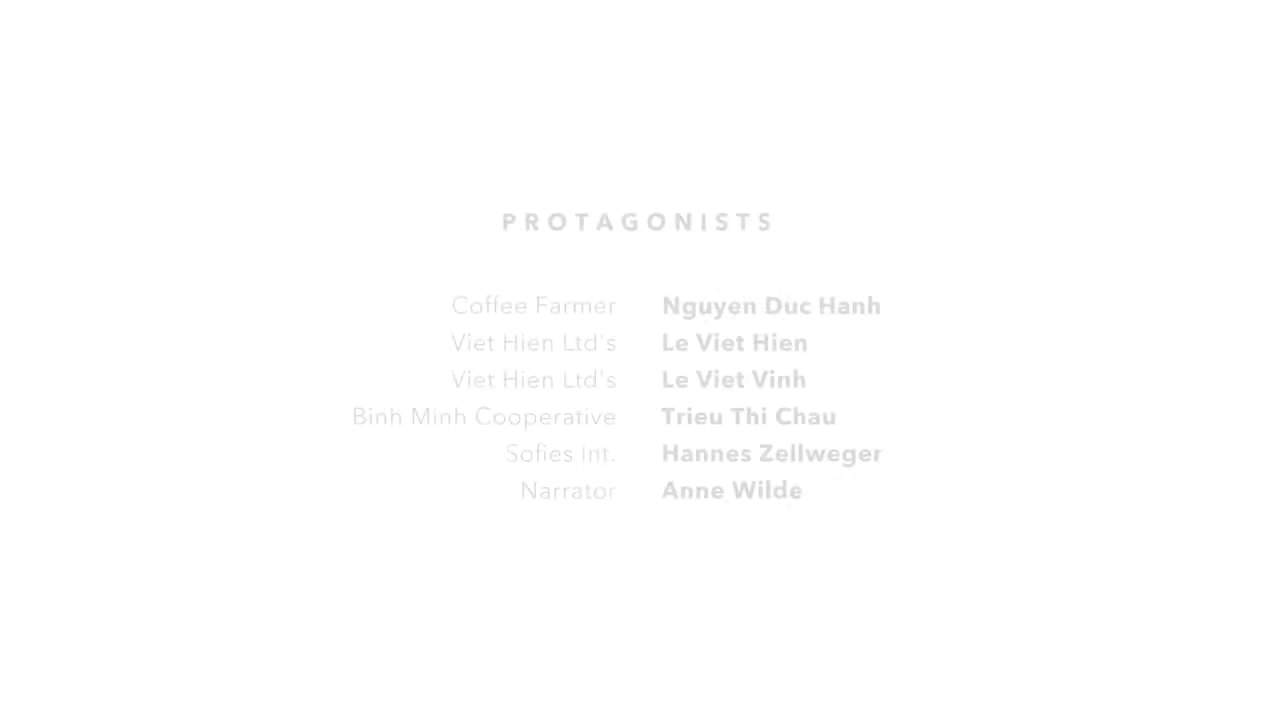 PROTAGONISTS
Coffee Farmer Nguyen Duc Hanh
Viet Hien Ltd's Le Viet Hien
Viet Hien Ltd's Le Viet Vinh
Binh Minh Cooperative Trieu Thi Chau
Sofies Int. Hannes Zellweger
Narrator Anne Wilde